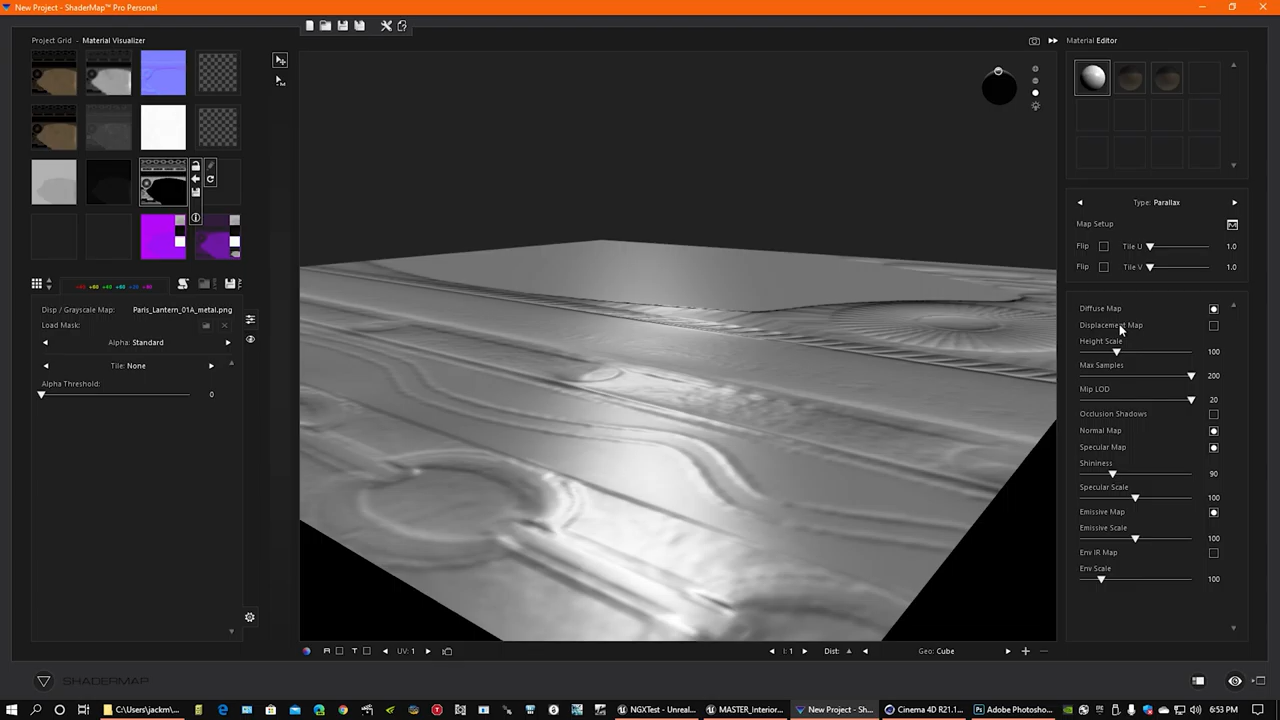 New Project - ShaderMap™ Pro Personal
Project Grid - Material Visualizer
Material Editor
Type: Parallax
Map Setup
Flip Tile U 1.0
Flip Tile V 1.0
Disp / Grayscale Map: Paris_Lantern_01A_metal.png
Load Mask:
Alpha: Standard
Tile: None
Alpha Threshold:
0
Diffuse Map
Displacement Map
Height Scale
100
Max Samples
200
Mip LOD
20
Occlusion Shadows
Normal Map
Specular Map
Shininess
90
Specular Scale
100
Emissive Map
Emissive Scale
100
Env IR Map
Env Scale
100
T UV: 1 I: 1 Dist: Geo: Cube
SHADERMAP
C:\Users\jackm\... NGXTest - Unreal... MASTER_Interior... New Project - Sh... Cinema 4D R21.1... Adobe Photosho... 6:53 PM